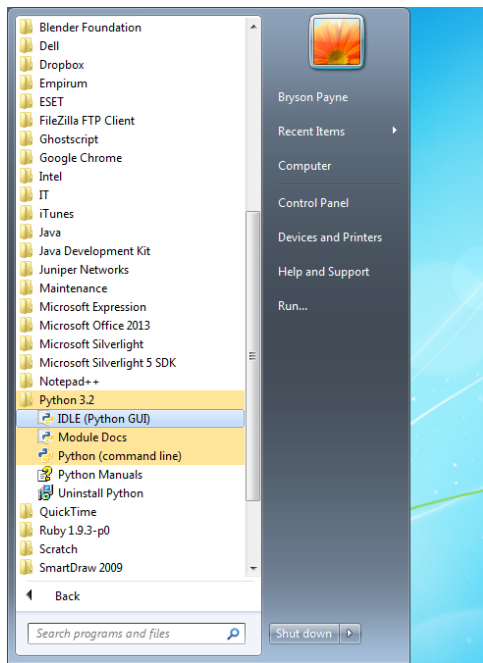 Blender Foundation
Dell
Dropbox
Empirum
ESET
FileZilla FTP Client
Ghostscript
Google Chrome
Intel
IT
iTunes
Java
Java Development Kit
Juniper Networks
Maintenance
Microsoft Expression
Microsoft Office 2013
Microsoft Silverlight
Microsoft Silverlight 5 SDK
Notepad++
Python 3.2
IDLE (Python GUI)
Module Docs
Python (command line)
Python Manuals
Uninstall Python
QuickTime
Ruby 1.9.3-p0
Scratch
SmartDraw 2009
Back
Search programs and files
Bryson Payne
Recent Items
Computer
Control Panel
Devices and Printers
Help and Support
Run...
Shut down